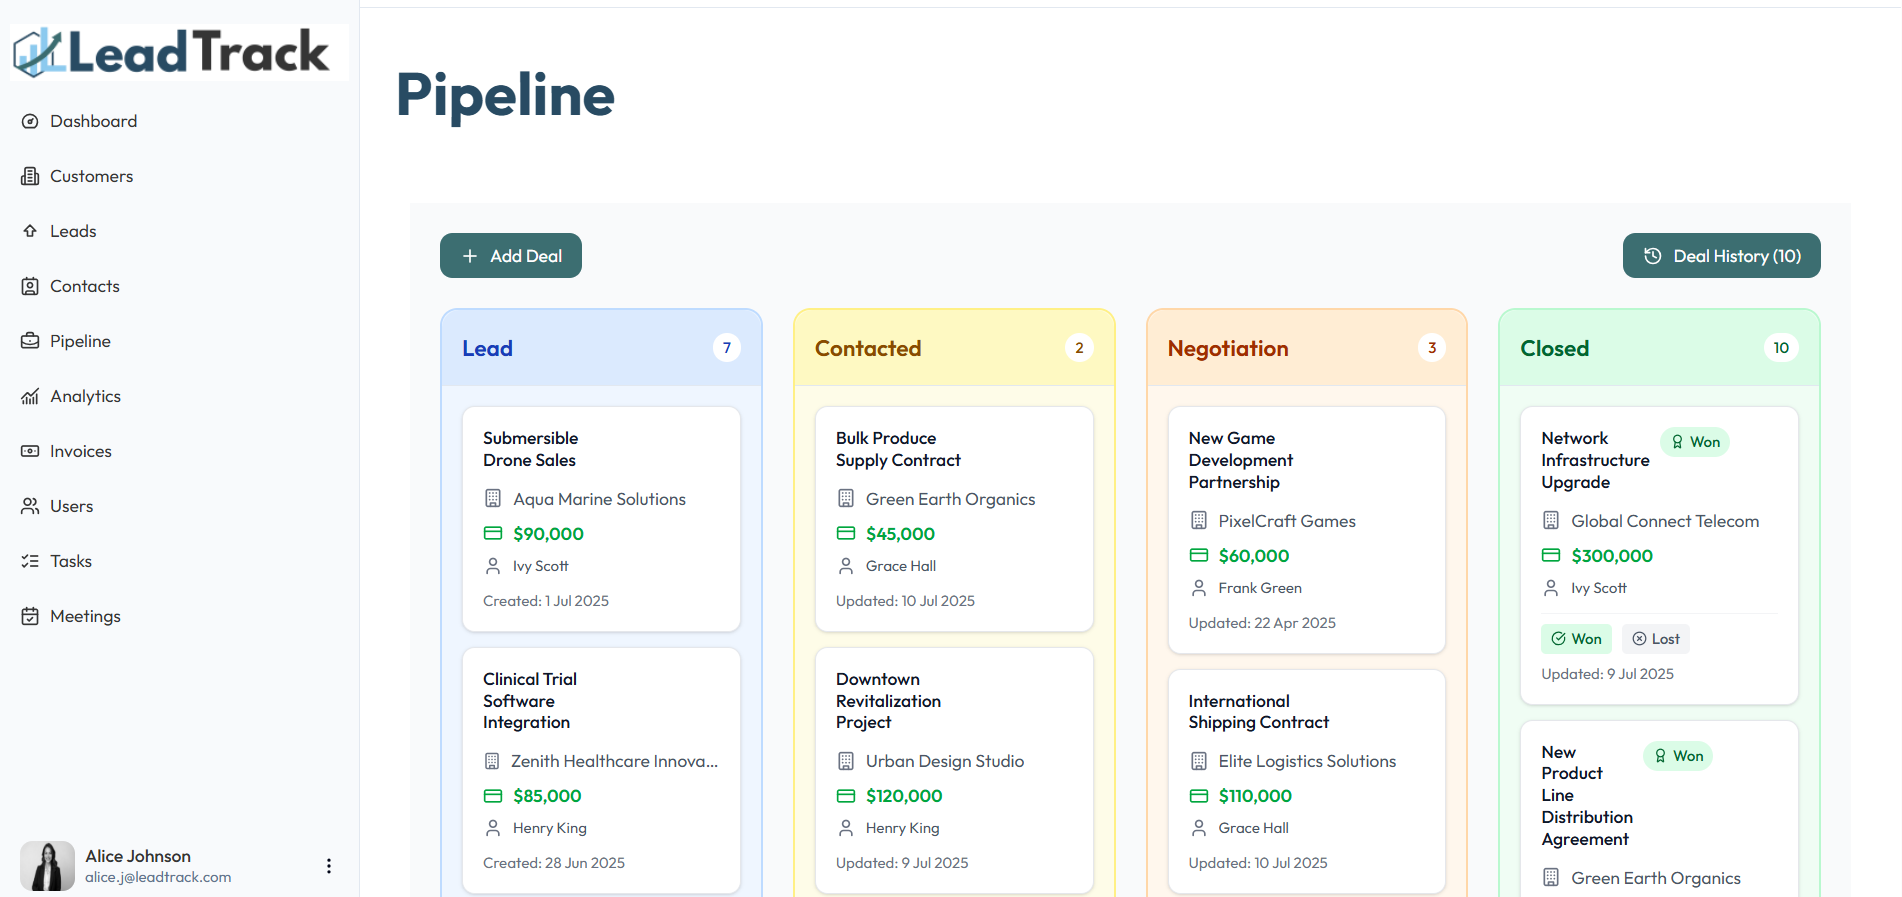 LeadTrack
Dashboard
Customers
Leads
Contacts
Pipeline
Analytics
Invoices
Users
Tasks
Meetings
Alice Johnson
alice.j@leadtrack.com
Pipeline
Add Deal
Deal History (10)
Lead
7
Submersible
Drone Sales
Aqua Marine Solutions
$90,000
Ivy Scott
Created: 1 Jul 2025
Clinical Trial
Software
Integration
Zenith Healthcare Innova...
$85,000
Henry King
Created: 28 Jun 2025
Contacted
2
Bulk Produce
Supply Contract
Green Earth Organics
$45,000
Grace Hall
Updated: 10 Jul 2025
Downtown
Revitalization
Project
Urban Design Studio
$120,000
Henry King
Updated: 9 Jul 2025
Negotiation
3
New Game
Development
Partnership
PixelCraft Games
$60,000
Frank Green
Updated: 22 Apr 2025
International
Shipping Contract
Elite Logistics Solutions
$110,000
Grace Hall
Updated: 10 Jul 2025
Closed
10
Network
Infrastructure
Upgrade
Won
Global Connect Telecom
$300,000
Ivy Scott
Won
Lost
Updated: 9 Jul 2025
New
Product
Line
Distribution
Agreement
Won
Green Earth Organics